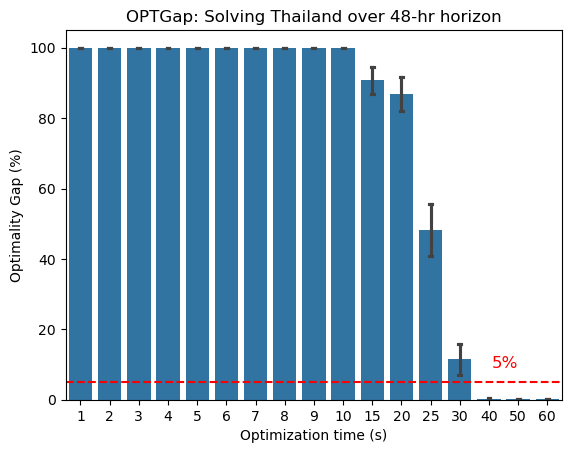 OPTGap: Solving Thailand over 48-hr horizon
100
80
60
40
20
0
Optimality Gap (%)
5%
1 2 3 4 5 6 7 8 9 10 15 20 25 30 40 50 60
Optimization time (s)